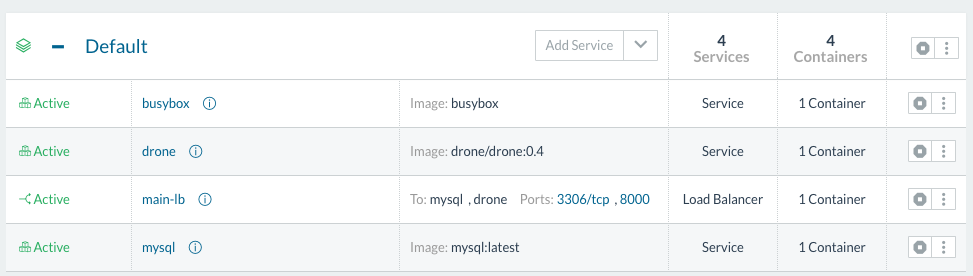 Default Add Service 4 Services 4 Containers
Active busybox Image: busybox Service 1 Container
Active drone Image: drone/drone:0.4 Service 1 Container
Active main-lb To: mysql , drone Ports: 3306/tcp , 8000 Load Balancer 1 Container
Active mysql Image: mysql:latest Service 1 Container